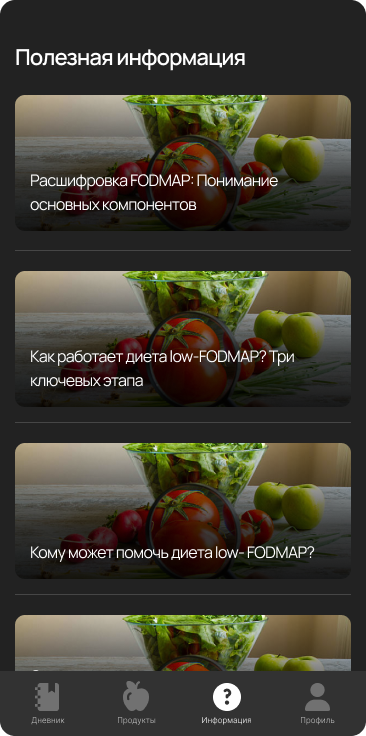 Полезная информация
Расшифровка FODMAP: Понимание
основных компонентов
Как работает диета low-FODMAP? Три
ключевых этапа
Кому может помочь диета low- FODMAP?
Дневник
Продукты
Информация
Профиль